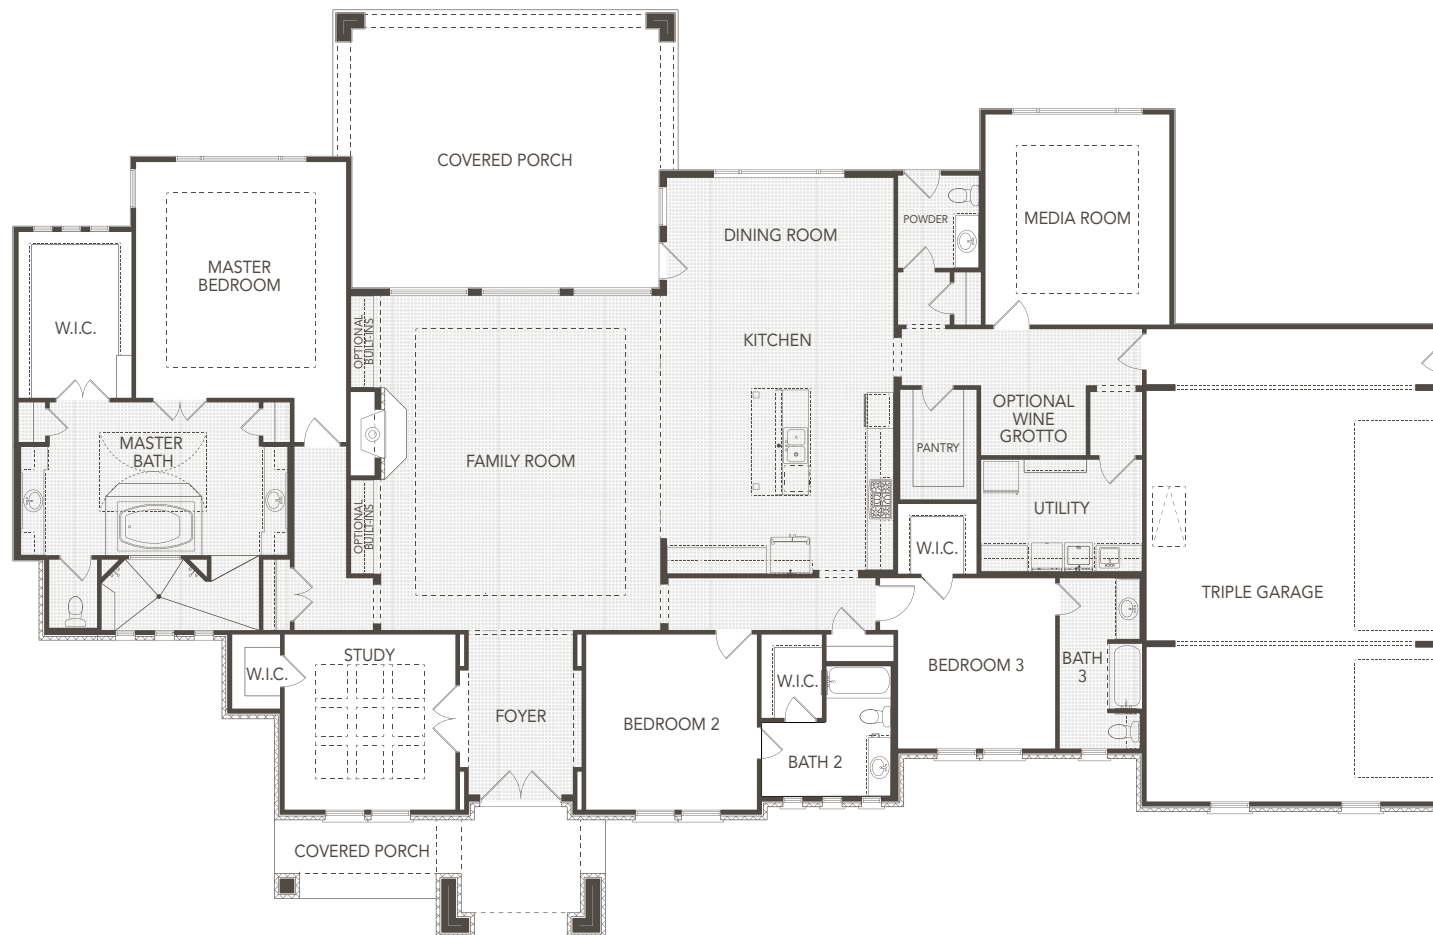 COVERED PORCH
MASTER
BEDROOM
W.I.C.
DINING ROOM
POWDER
MEDIA ROOM
OPTIONAL
BUILT-INS
KITCHEN
MASTER
BATH
FAMILY ROOM
PANTRY
OPTIONAL
WINE
GROTTO
OPTIONAL
BUILT-INS
UTILITY
W.I.C.
TRIPLE GARAGE
STUDY
W.I.C.
FOYER
BEDROOM 2
W.I.C.
BATH 2
BEDROOM 3
BATH
3
COVERED PORCH